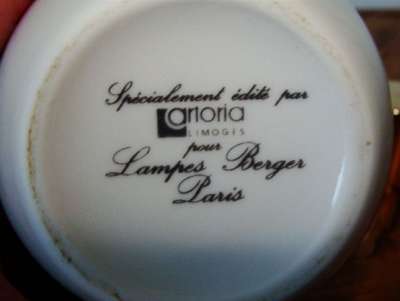 Spécialement édité par
artoria
LIMOGES
pour
Lampes Berger
Paris